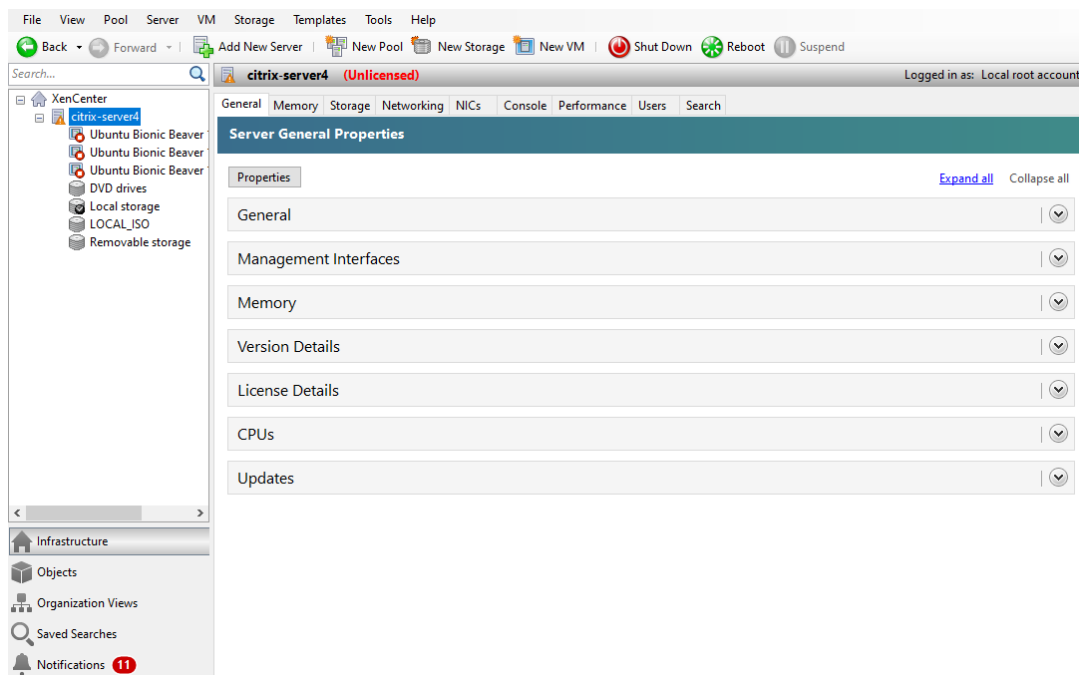 File View Pool Server VM Storage Templates Tools Help
Back Forward Add New Server New Pool New Storage New VM Shut Down Reboot Suspend
Search...
citrix-server4 (Unlicensed) Logged in as: Local root account
XenCenter
citrix-server4
Ubuntu Bionic Beaver
Ubuntu Bionic Beaver
Ubuntu Bionic Beaver
DVD drives
Local storage
LOCAL_ISO
Removable storage
General Memory Storage Networking NICs Console Performance Users Search
Server General Properties
Properties Expand all Collapse all
General
Management Interfaces
Memory
Version Details
License Details
CPUs
Updates
Infrastructure
Objects
Organization Views
Saved Searches
Notifications 11